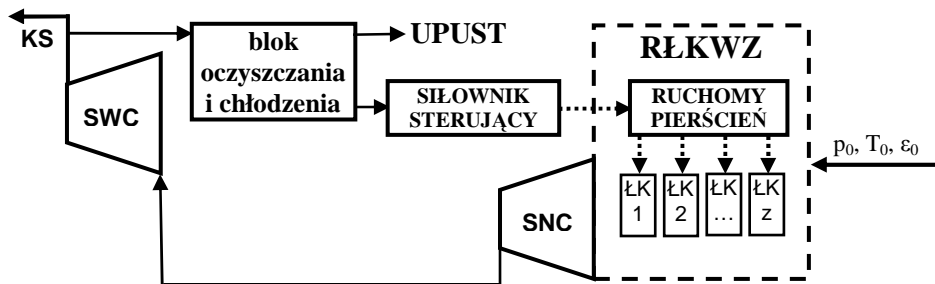 KS
blok
oczyszczania
i chłodzenia
UPUST
RŁKWZ
SWC
SIŁOWNIK
STERUJĄCY
RUCHOMY
PIERŚCIEŃ
p₀, T₀, ε₀
ŁK
1
ŁK
2
ŁK
...
ŁK
z
SNC